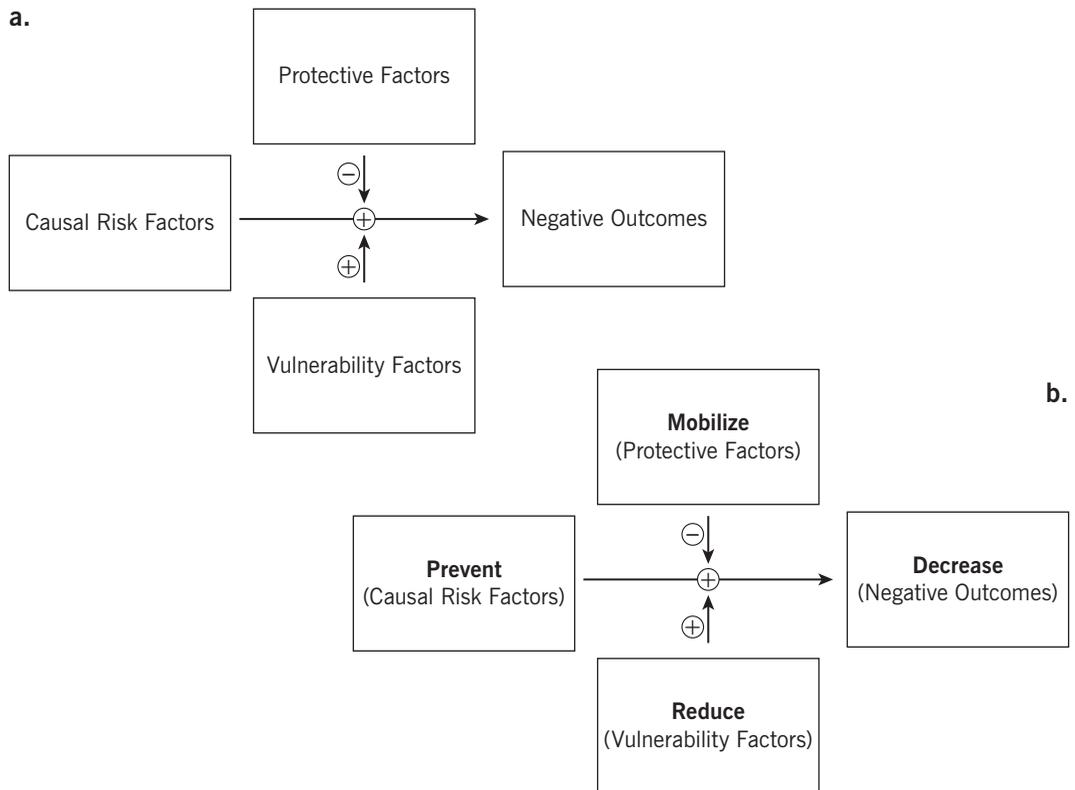 a.
Protective Factors
−
Causal Risk Factors
+
Negative Outcomes
+
Vulnerability Factors
b.
Mobilize
(Protective Factors)
−
Prevent
(Causal Risk Factors)
+
Decrease
(Negative Outcomes)
+
Reduce
(Vulnerability Factors)